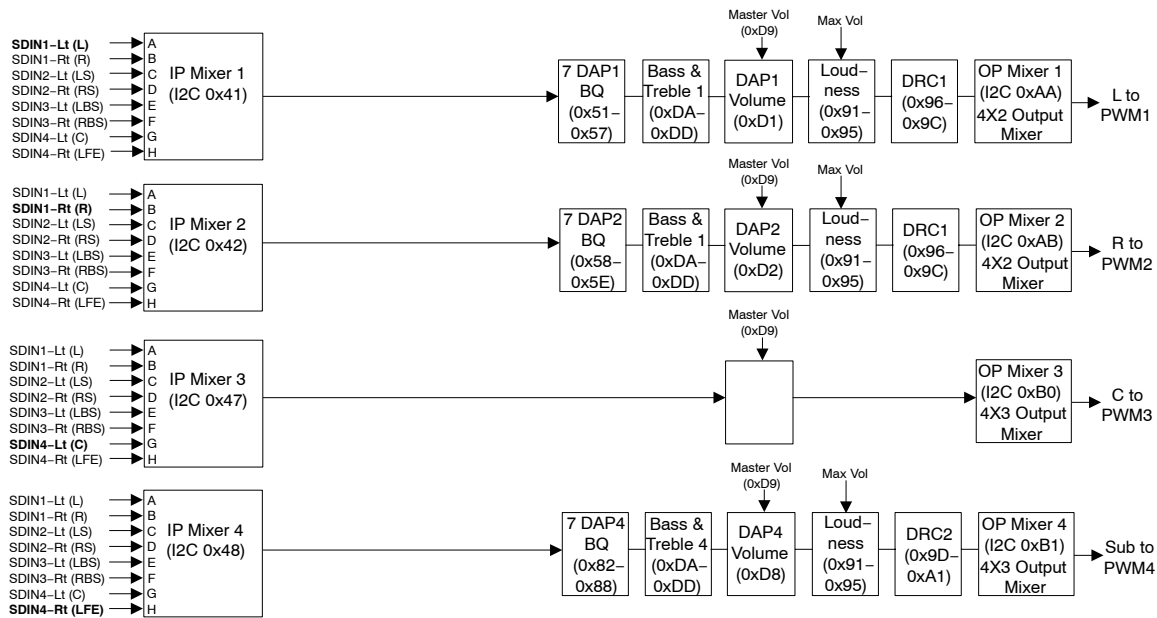 Master Vol
(0xD9)
Max Vol
SDIN1–Lt (L)
SDIN1–Rt (R)
SDIN2–Lt (LS)
SDIN2–Rt (RS)
SDIN3–Lt (LBS)
SDIN3–Rt (RBS)
SDIN4–Lt (C)
SDIN4–Rt (LFE)
A
B
C
D
E
F
G
H
IP Mixer 1
(I2C 0x41)
7 DAP1
BQ
(0x51–
0x57)
Bass &
Treble 1
(0xDA–
0xDD)
DAP1
Volume
(0xD1)
Loud–
ness
(0x91–
0x95)
DRC1
(0x96–
0x9C)
OP Mixer 1
(I2C 0xAA)
4X2 Output
Mixer
L to
PWM1
Master Vol
(0xD9)
Max Vol
SDIN1–Lt (L)
SDIN1–Rt (R)
SDIN2–Lt (LS)
SDIN2–Rt (RS)
SDIN3–Lt (LBS)
SDIN3–Rt (RBS)
SDIN4–Lt (C)
SDIN4–Rt (LFE)
A
B
C
D
E
F
G
H
IP Mixer 2
(I2C 0x42)
7 DAP2
BQ
(0x58–
0x5E)
Bass &
Treble 1
(0xDA–
0xDD)
DAP2
Volume
(0xD2)
Loud–
ness
(0x91–
0x95)
DRC1
(0x96–
0x9C)
OP Mixer 2
(I2C 0xAB)
4X2 Output
Mixer
R to
PWM2
Master Vol
(0xD9)
SDIN1–Lt (L)
SDIN1–Rt (R)
SDIN2–Lt (LS)
SDIN2–Rt (RS)
SDIN3–Lt (LBS)
SDIN3–Rt (RBS)
SDIN4–Lt (C)
SDIN4–Rt (LFE)
A
B
C
D
E
F
G
H
IP Mixer 3
(I2C 0x47)
OP Mixer 3
(I2C 0xB0)
4X3 Output
Mixer
C to
PWM3
Master Vol
(0xD9)
Max Vol
SDIN1–Lt (L)
SDIN1–Rt (R)
SDIN2–Lt (LS)
SDIN2–Rt (RS)
SDIN3–Lt (LBS)
SDIN3–Rt (RBS)
SDIN4–Lt (C)
SDIN4–Rt (LFE)
A
B
C
D
E
F
G
H
IP Mixer 4
(I2C 0x48)
7 DAP4
BQ
(0x82–
0x88)
Bass &
Treble 4
(0xDA–
0xDD)
DAP4
Volume
(0xD8)
Loud–
ness
(0x91–
0x95)
DRC2
(0x9D–
0xA1)
OP Mixer 4
(I2C 0xB1)
4X3 Output
Mixer
Sub to
PWM4